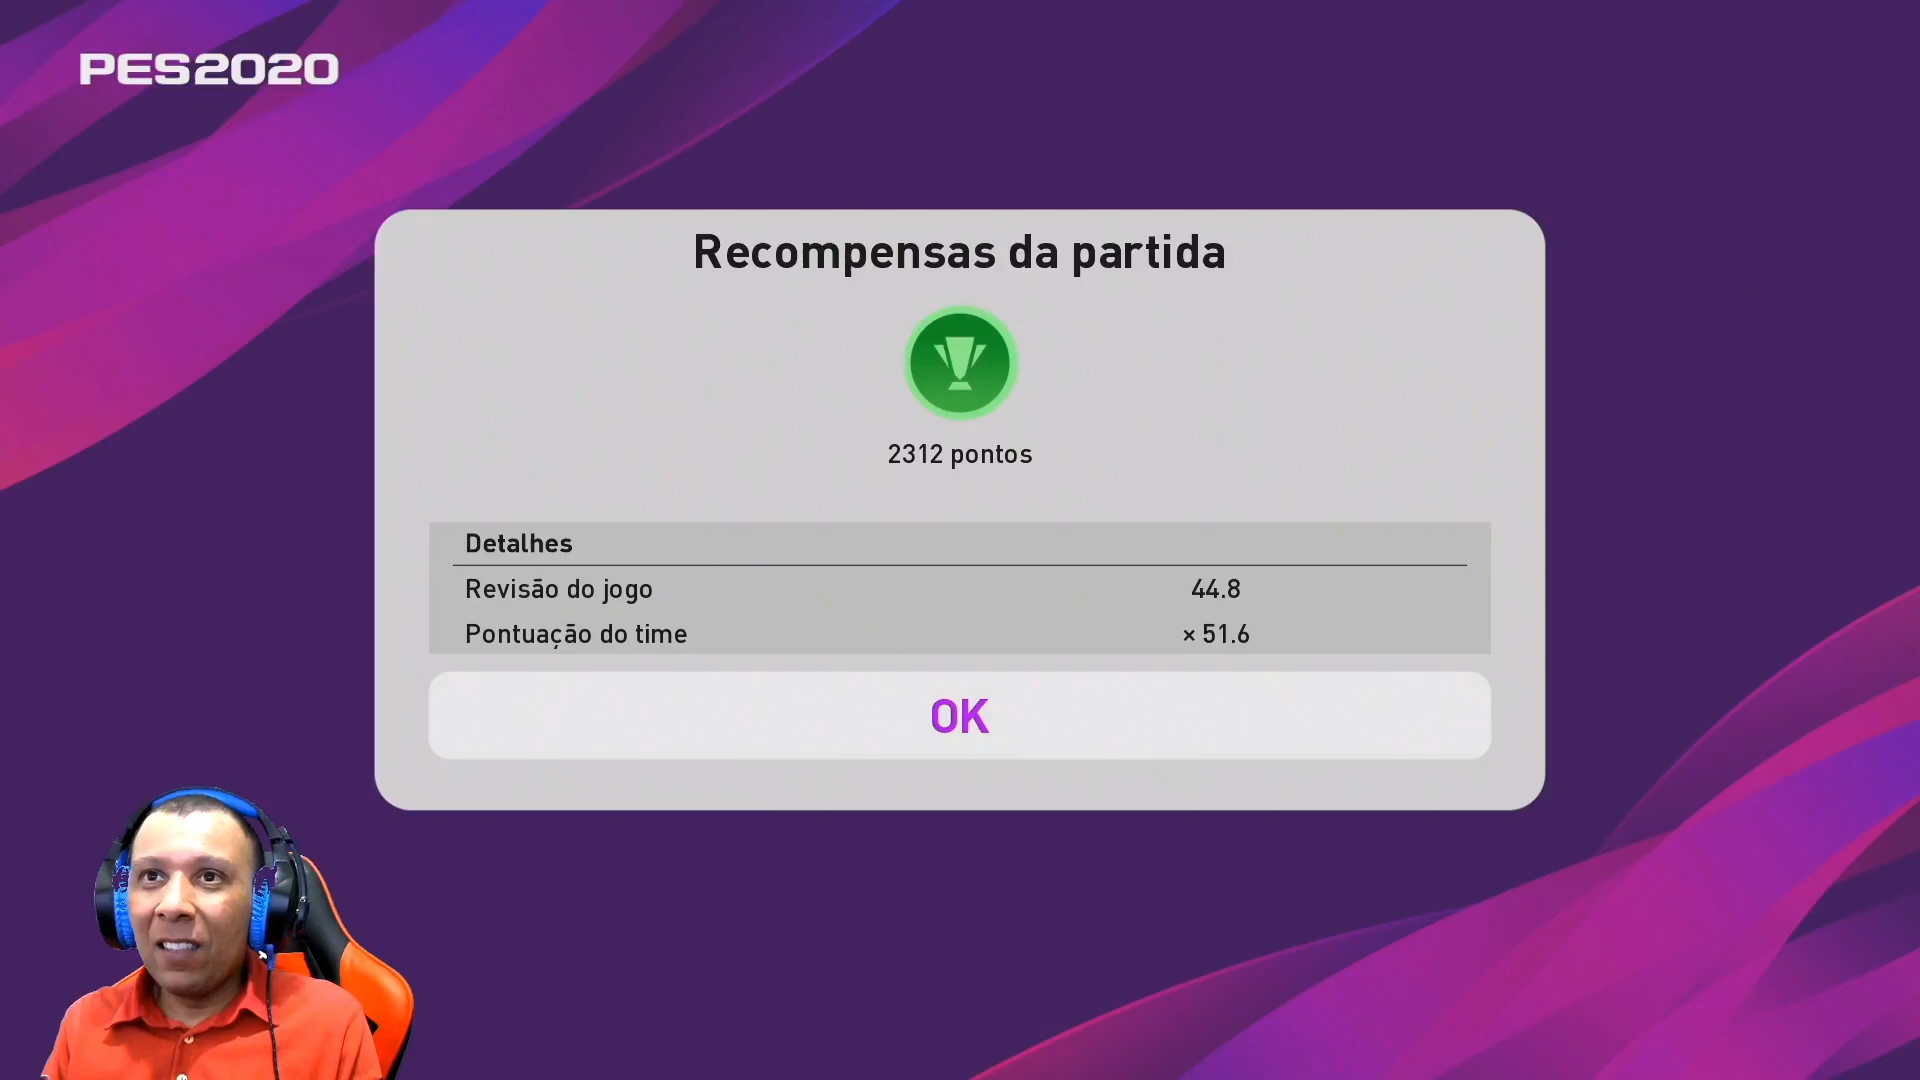 PES2020
Recompensas da partida
2312 pontos
Detalhes
Revisão do jogo 44.8
Pontuação do time × 51.6
OK